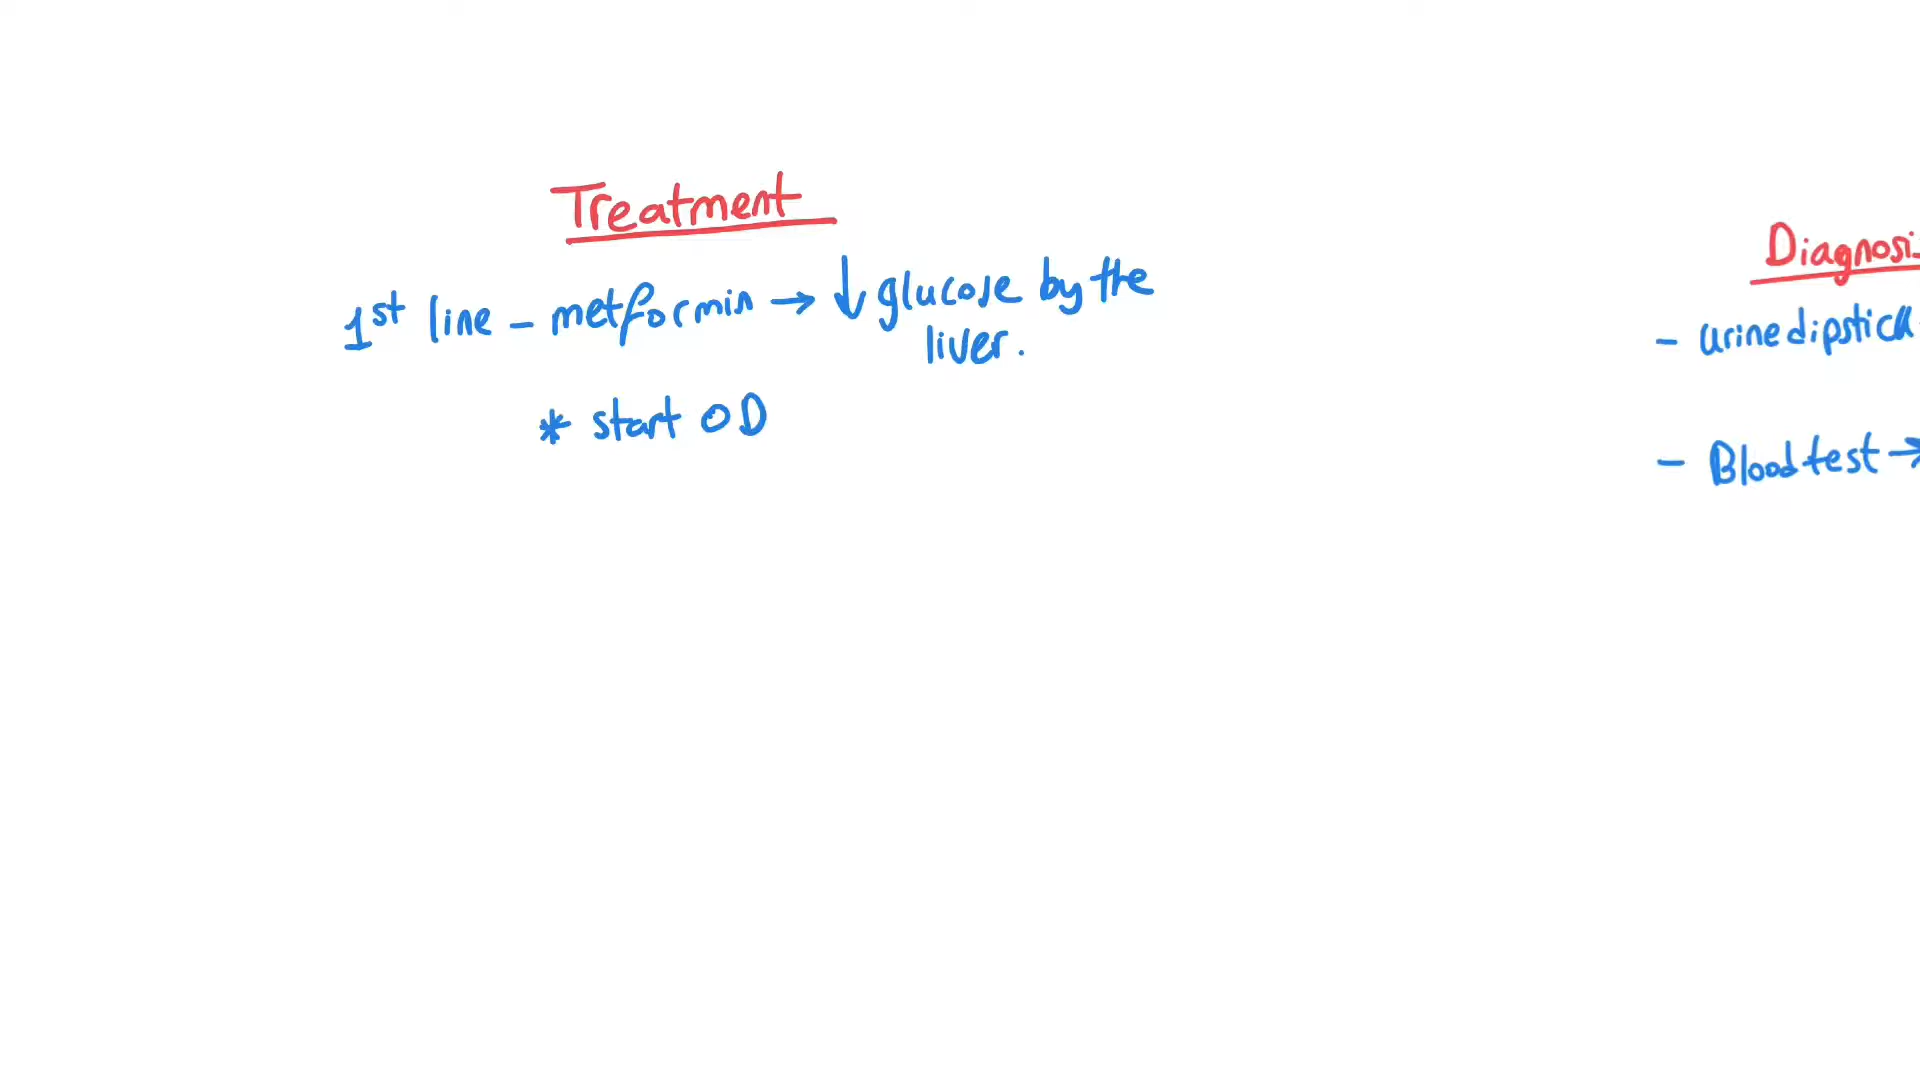 Treatment
1st line - metformin → ↓ glucose by the
liver.
* start OD
Diagnosi
- urine dipstick
- Blood test →